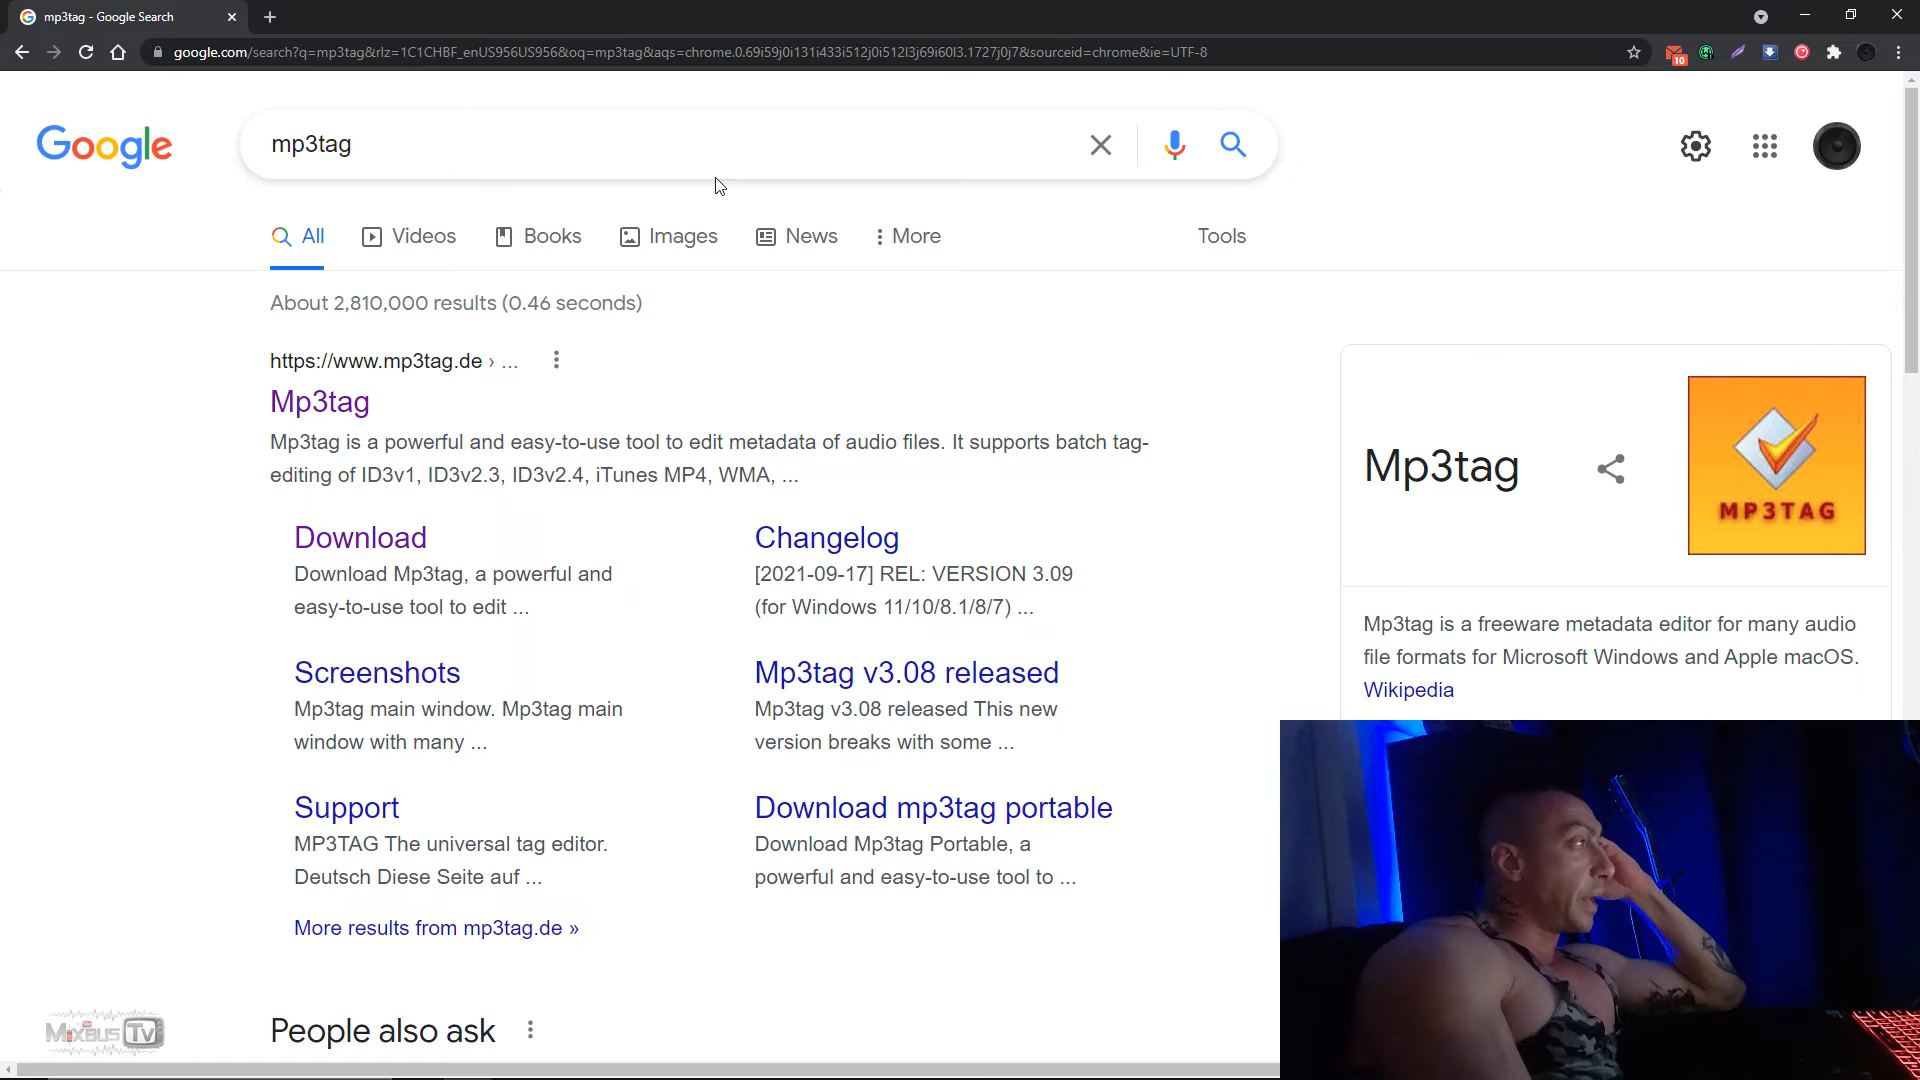 mp3tag - Google Search
google.com/search?q=mp3tag&rlz=1C1CHBF_enUS956US956&oq=mp3tag&aqs=chrome.0.69i59j0i131i433i512j0i512l3j69i60l3.1727j0j7&sourceid=chrome&ie=UTF-8
10
Google
mp3tag
All
Videos
Books
Images
News
More
Tools
About 2,810,000 results (0.46 seconds)
https://www.mp3tag.de › ...
Mp3tag
Mp3tag is a powerful and easy-to-use tool to edit metadata of audio files. It supports batch tag-
editing of ID3v1, ID3v2.3, ID3v2.4, iTunes MP4, WMA, ...
Download
Download Mp3tag, a powerful and
easy-to-use tool to edit ...
Changelog
[2021-09-17] REL: VERSION 3.09
(for Windows 11/10/8.1/8/7) ...
Screenshots
Mp3tag main window. Mp3tag main
window with many ...
Mp3tag v3.08 released
Mp3tag v3.08 released This new
version breaks with some ...
Support
MP3TAG The universal tag editor.
Deutsch Diese Seite auf ...
Download mp3tag portable
Download Mp3tag Portable, a
powerful and easy-to-use tool to ...
More results from mp3tag.de »
People also ask
Mp3tag
MP3TAG
Mp3tag is a freeware metadata editor for many audio
file formats for Microsoft Windows and Apple macOS.
Wikipedia
MIXBUS TV